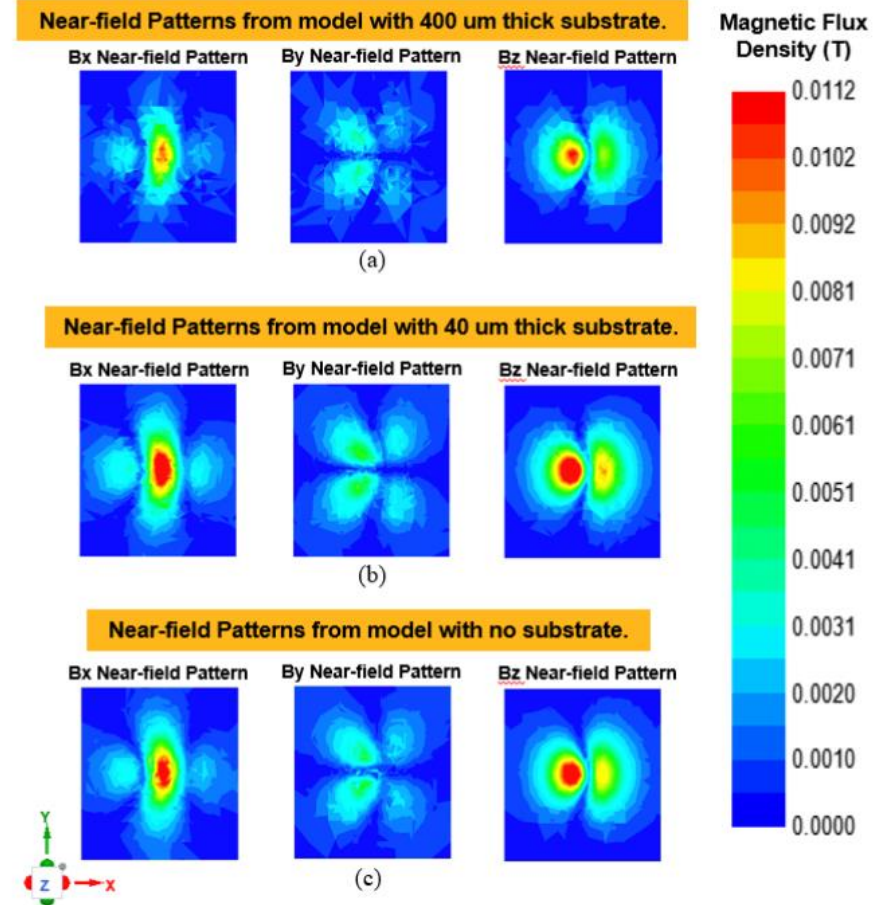 Near-field Patterns from model with 400 um thick substrate.
Bx Near-field Pattern
By Near-field Pattern
Bz Near-field Pattern
(a)
Near-field Patterns from model with 40 um thick substrate.
Bx Near-field Pattern
By Near-field Pattern
Bz Near-field Pattern
(b)
Near-field Patterns from model with no substrate.
Bx Near-field Pattern
By Near-field Pattern
Bz Near-field Pattern
(c)
Y
Z
X
Magnetic Flux
Density (T)
0.0112
0.0102
0.0092
0.0081
0.0071
0.0061
0.0051
0.0041
0.0031
0.0020
0.0010
0.0000